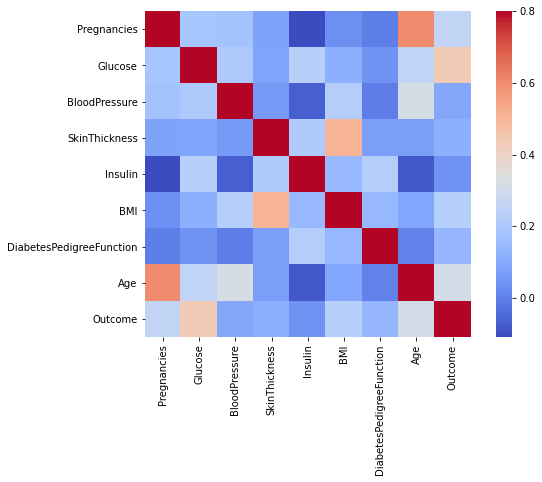 Pregnancies
Glucose
BloodPressure
SkinThickness
Insulin
BMI
DiabetesPedigreeFunction
Age
Outcome
Pregnancies
Glucose
BloodPressure
SkinThickness
Insulin
BMI
DiabetesPedigreeFunction
Age
Outcome
0.8
0.6
0.4
0.2
0.0